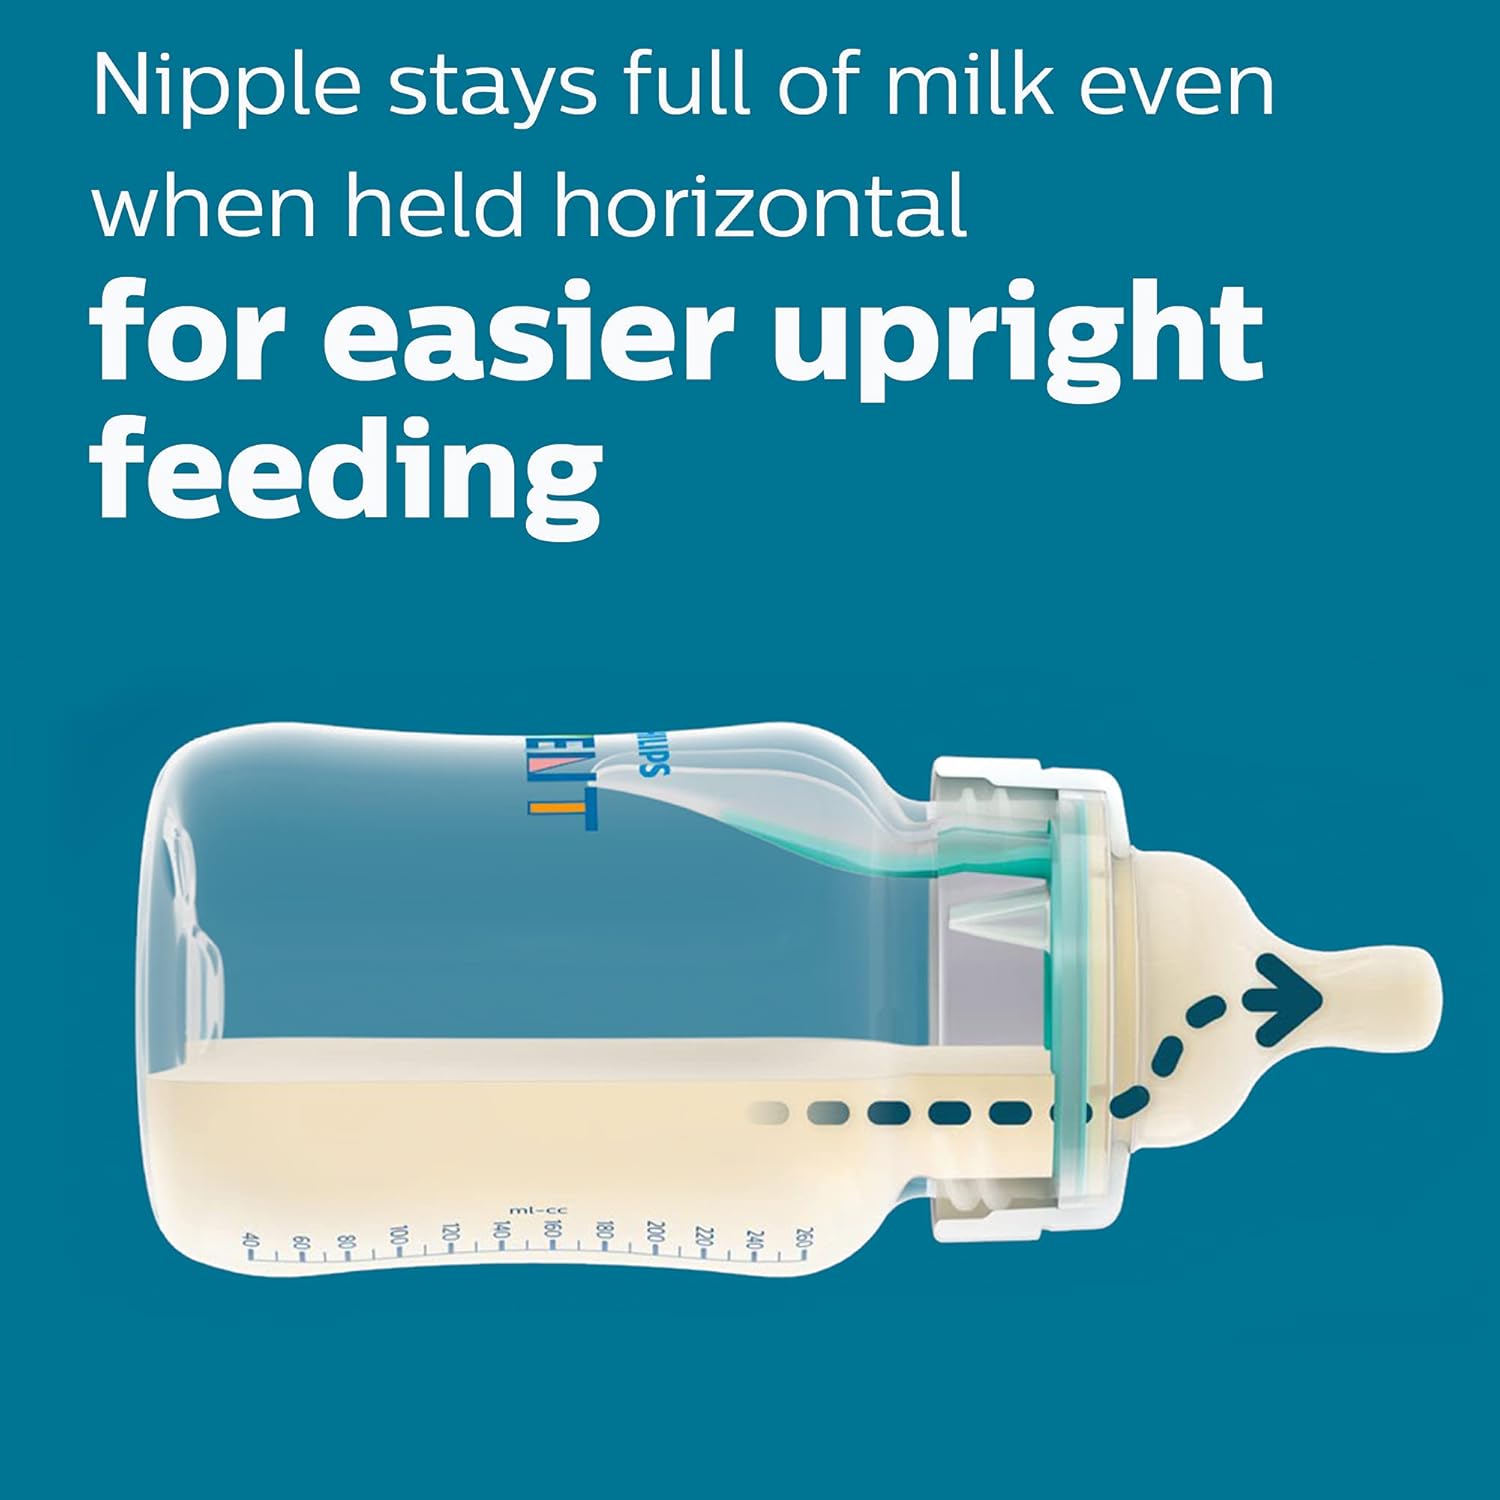 Nipple stays full of milk even
when held horizontal
for easier upright
feeding
PHILIPS
ENT
ml-cc
40 60 80 100 120 140 160 180 200 220 240 260